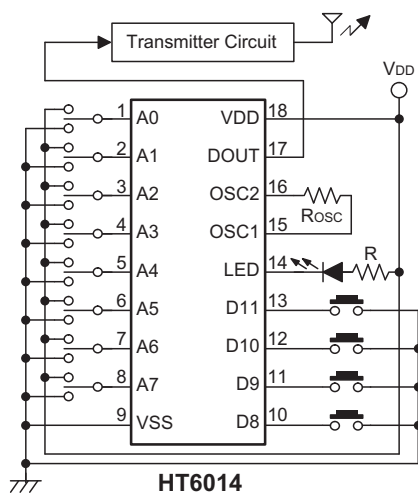 Transmitter Circuit
VDD
1 A0 VDD 18
2 A1 DOUT 17
3 A2 OSC2 16
ROSC
4 A3 OSC1 15
5 A4 LED 14 R
6 A5 D11 13
7 A6 D10 12
8 A7 D9 11
9 VSS D8 10
HT6014